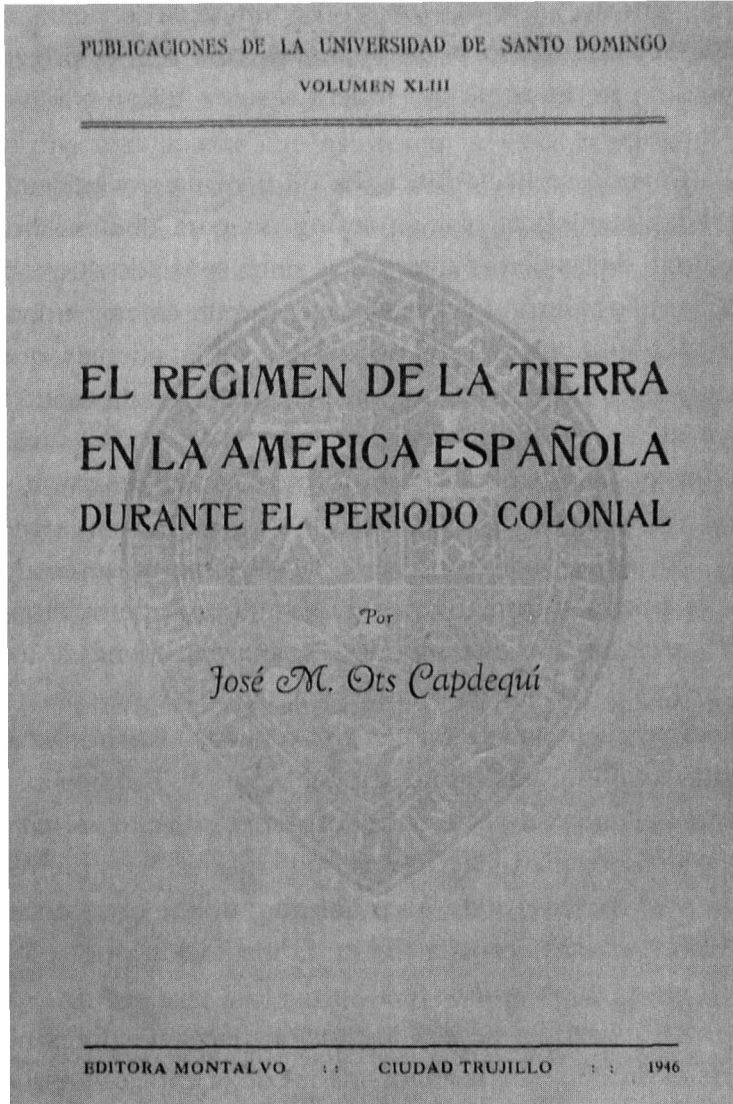 PUBLICACIONES DE LA UNIVERSIDAD DE SANTO DOMINGO
VOLUMEN XLIII
EL REGIMEN DE LA TIERRA
EN LA AMERICA ESPAÑOLA
DURANTE EL PERIODO COLONIAL
Por
José M. Ots Capdequí
EDITORA MONTALVO : : CIUDAD TRUJILLO : : 1946